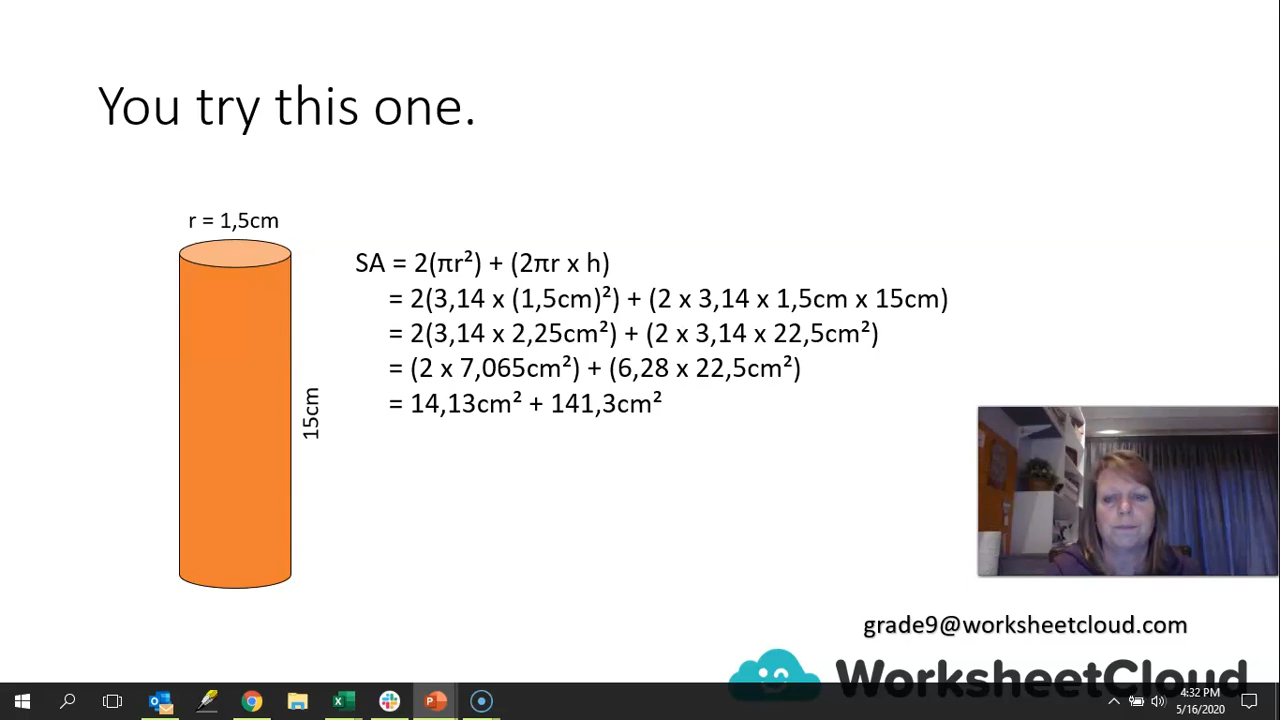 You try this one.
r = 1,5cm
SA = 2(πr²) + (2πr x h)
= 2(3,14 x (1,5cm)²) + (2 x 3,14 x 1,5cm x 15cm)
= 2(3,14 x 2,25cm²) + (2 x 3,14 x 22,5cm²)
= (2 x 7,065cm²) + (6,28 x 22,5cm²)
= 14,13cm² + 141,3cm²
15cm
grade9@worksheetcloud.com
WorksheetCloud
4:32 PM
5/16/2020